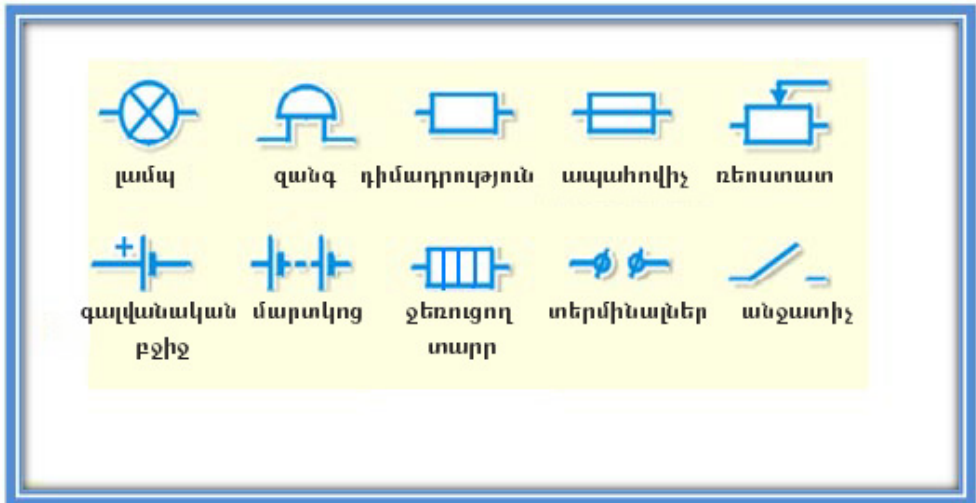 լամպ զանգ դիմադրություն ապահովիչ ռեոստատ
+
գալվանական մարտկոց ջեռուցող տերմինալներ անջատիչ
բջիջ տարր